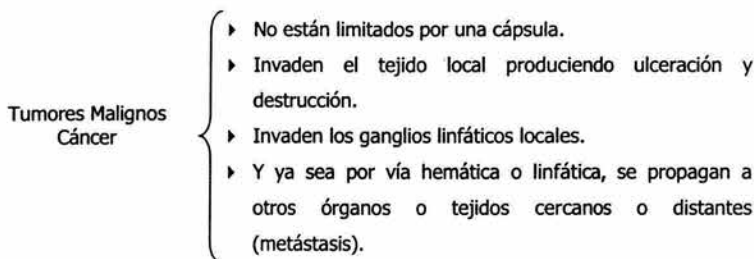 Tumores Malignos
Cáncer
▸ No están limitados por una cápsula.
▸ Invaden el tejido local produciendo ulceración y
destrucción.
▸ Invaden los ganglios linfáticos locales.
▸ Y ya sea por vía hemática o linfática, se propagan a
otros órganos o tejidos cercanos o distantes
(metástasis).